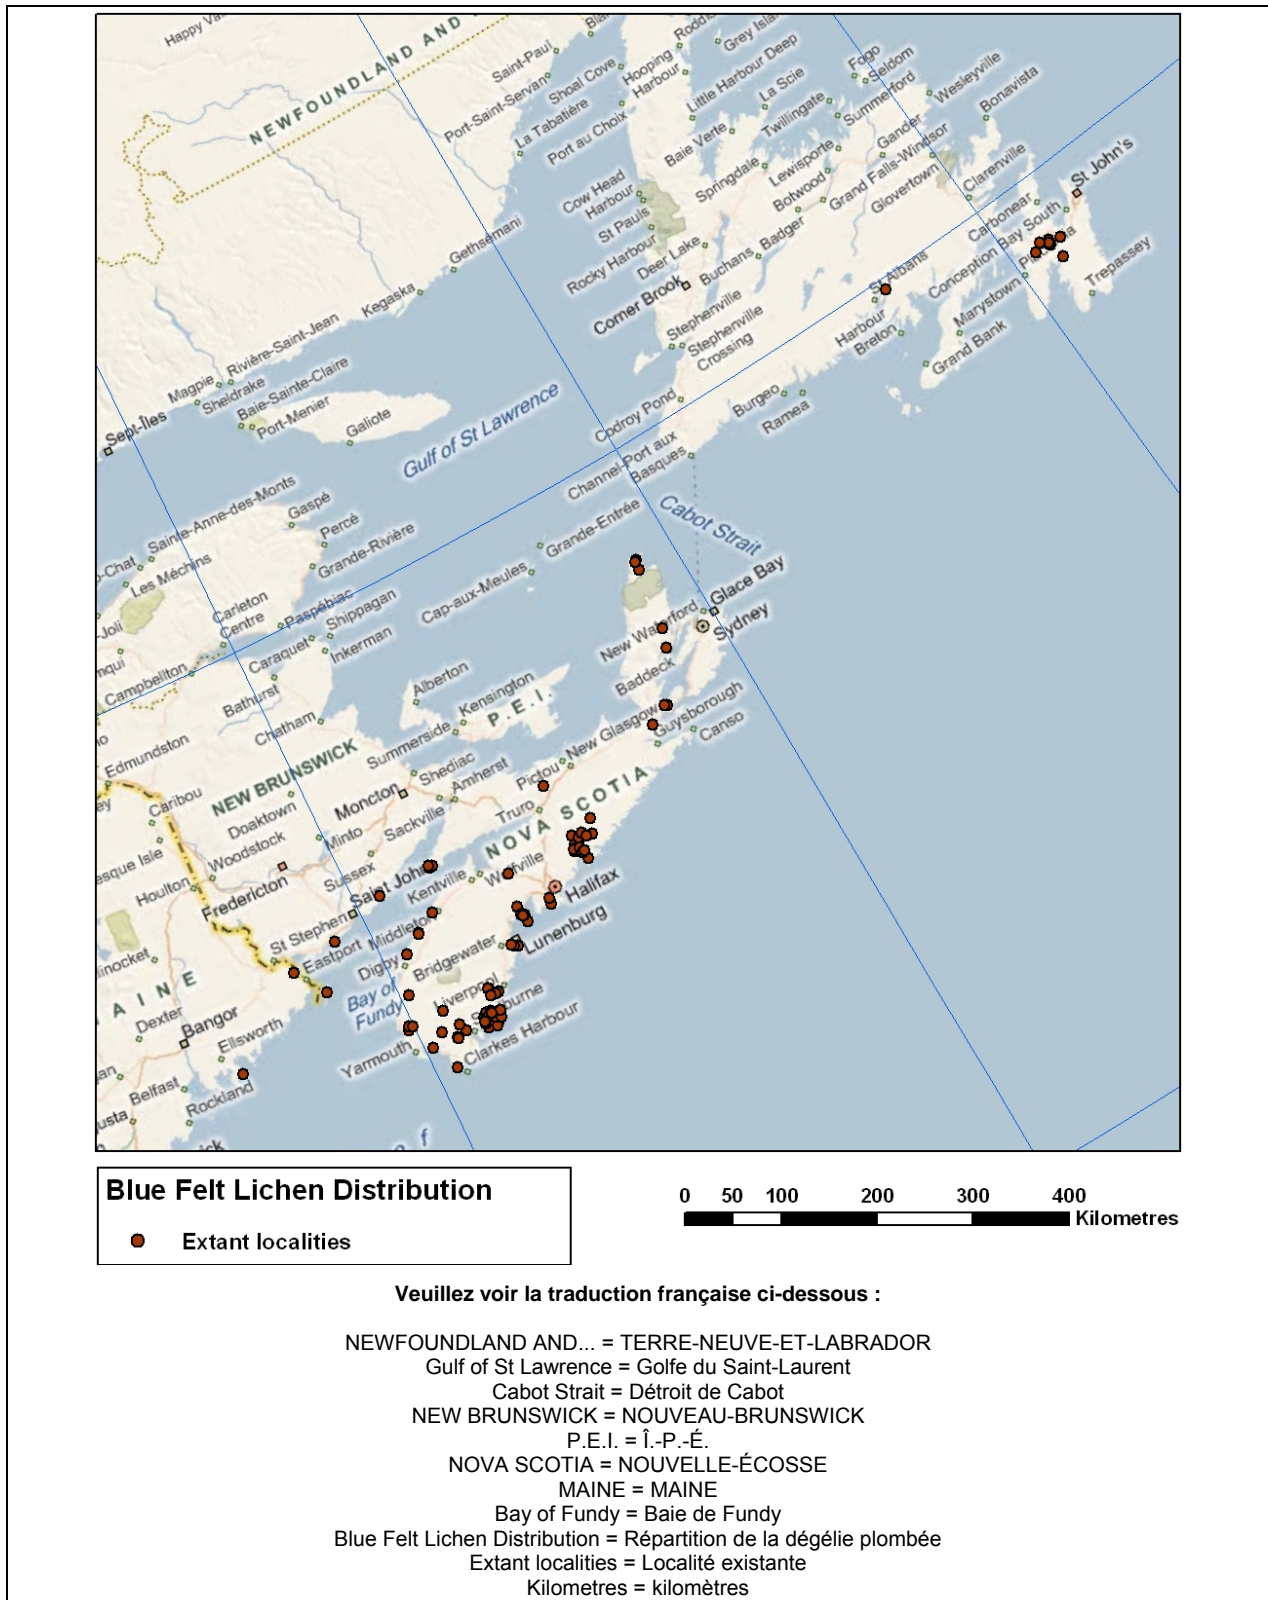 Happy Va
NEWFOUNDLAND AND
Saint-Paul
Port-Saint-Servan
La Tabatière
Shoal Cove
Port au Choix
Hooping
Harbour
Grey Islan
Little Harbour Deep
La Scie
Baie Verte
Twillingate
Fogo
Seldom
Summerford
Wesleyville
Bonavista
Gander
Grand Falls-Windsor
Glovertown
Clarenville
Lewisporte
Botwood
Springdale
Badger
Buchans
Cow Head
Harbour
St Pauls
Rocky Harbour
Deer Lake
Corner Brook
Stephenville
Stephenville
Crossing
St Albans
Harbour
Breton
Carbonear
Conception Bay South
St John's
Trepassey
Marystown
Grand Bank
Burgeo
Ramea
Codroy Pond
Channel-Port aux
Basques
Gethsémani
Kegaska
Rivière-Saint-Jean
Magpie
Sheldrake
Baie-Sainte-Claire
Port-Menier
Galiote
Sept-Îles
Gulf of St Lawrence
Cabot Strait
Sainte-Anne-des-Monts
Gaspé
Percé
Grande-Rivière
Grande-Entrée
Cap-aux-Meules
o-Chat
Les Méchins
-Joli
mqui
Carleton
Centre
Paspébiac
Shippagan
Caraquet
Inkerman
Campbellton
Bathurst
Chatham
Alberton
Kensington
Summerside
P.E.I.
Glace Bay
Sydney
New Waterford
Baddeck
Guysborough
Canso
New Glasgow
Pictou
Truro
NOVA SCOTIA
Edmundston
NEW BRUNSWICK
Caribou
Doaktown
Woodstock
Minto
Moncton
Shediac
Amherst
Sackville
Sussex
Saint John
esque Isle
Houlton
Fredericton
St Stephen
Eastport
Kentville
Wolfville
Middleton
Halifax
Lunenburg
Bridgewater
Digby
Bay of
Fundy
Liverpool
Clarkes Harbour
Yarmouth
linocket
AINE
Dexter
Bangor
Ellsworth
Belfast
Rockland
usta
Blue Felt Lichen Distribution
Extant localities
0 50 100 200 300 400
Kilometres
Veuillez voir la traduction française ci-dessous :
NEWFOUNDLAND AND... = TERRE-NEUVE-ET-LABRADOR
Gulf of St Lawrence = Golfe du Saint-Laurent
Cabot Strait = Détroit de Cabot
NEW BRUNSWICK = NOUVEAU-BRUNSWICK
P.E.I. = Î.-P.-É.
NOVA SCOTIA = NOUVELLE-ÉCOSSE
MAINE = MAINE
Bay of Fundy = Baie de Fundy
Blue Felt Lichen Distribution = Répartition de la dégélie plombée
Extant localities = Localité existante
Kilometres = kilomètres